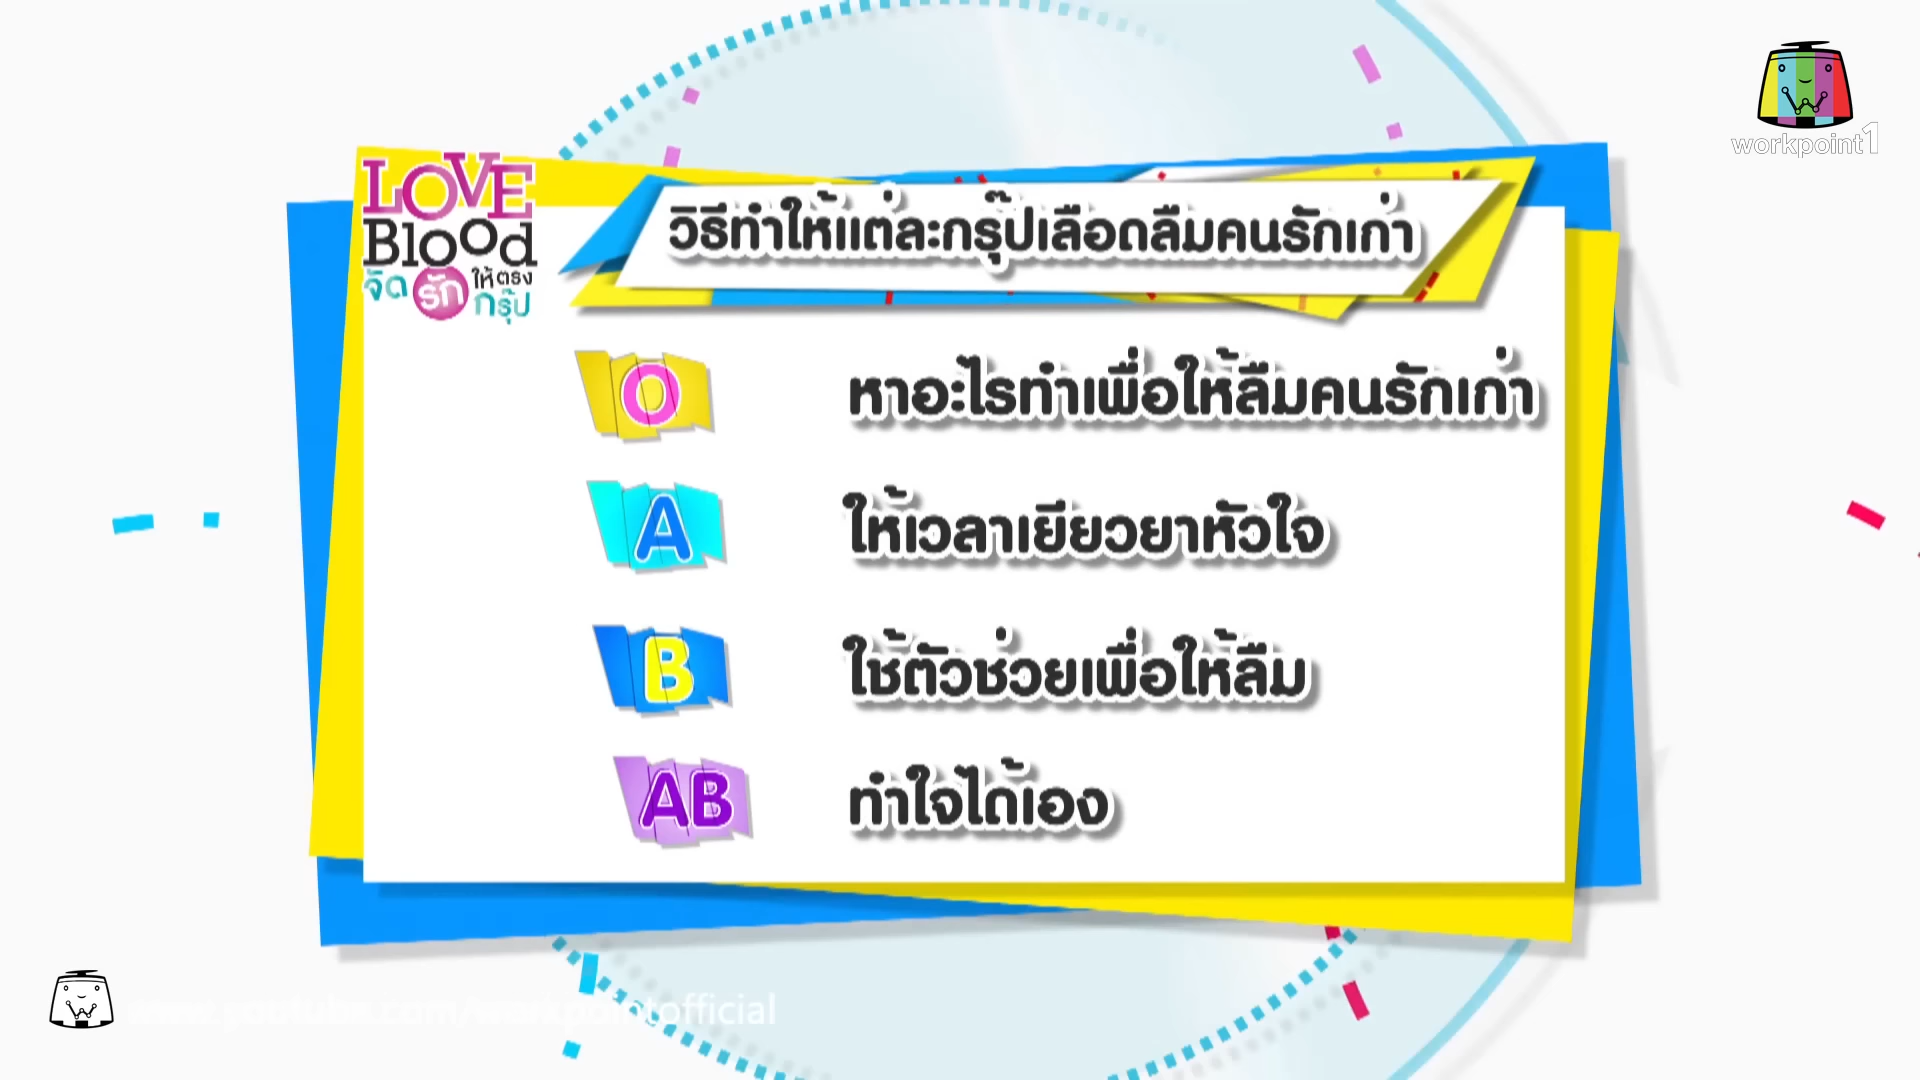 workpoint1
LOVE
Blood
จัดรักให้ตรง
กรุ๊ป
วิธีทำให้แต่ละกรุ๊ปเลือดลืมคนรักเก่า
O หาอะไรทำเพื่อให้ลืมคนรักเก่า
A ให้เวลาเยียวยาหัวใจ
B ใช้ตัวช่วยเพื่อให้ลืม
AB ทำใจได้เอง
www.youtube.com/workpointofficial